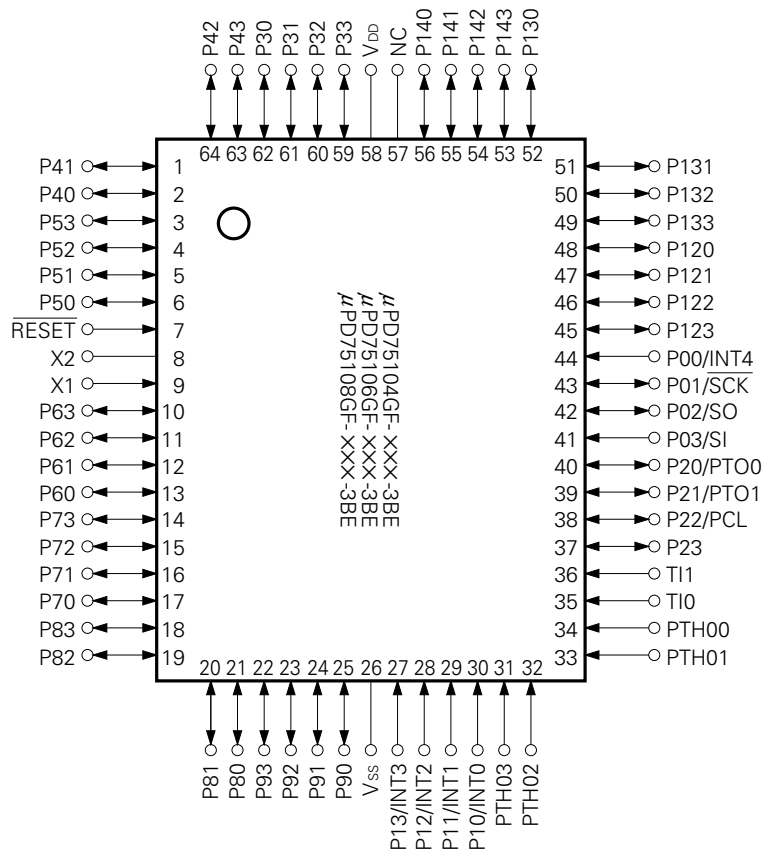 P42
P43
P30
P31
P32
P33
VDD
NC
P140
P141
P142
P143
P130
64
63
62
61
60
59
58
57
56
55
54
53
52
P41 1
P40 2
P53 3
P52 4
P51 5
P50 6
R̅E̅S̅E̅T̅ 7
X2 8
X1 9
P63 10
P62 11
P61 12
P60 13
P73 14
P72 15
P71 16
P70 17
P83 18
P82 19
51 P131
50 P132
49 P133
48 P120
47 P121
46 P122
45 P123
44 P00/INT4
43 P01/S̅C̅K̅
42 P02/SO
41 P03/SI
40 P20/PTO0
39 P21/PTO1
38 P22/PCL
37 P23
36 TI1
35 TI0
34 PTH00
33 PTH01
μPD75104GF-XXX-3BE
μPD75106GF-XXX-3BE
μPD75108GF-XXX-3BE
20
21
22
23
24
25
26
27
28
29
30
31
32
P81
P80
P93
P92
P91
P90
VSS
P13/INT3
P12/INT2
P11/INT1
P10/INT0
PTH03
PTH02